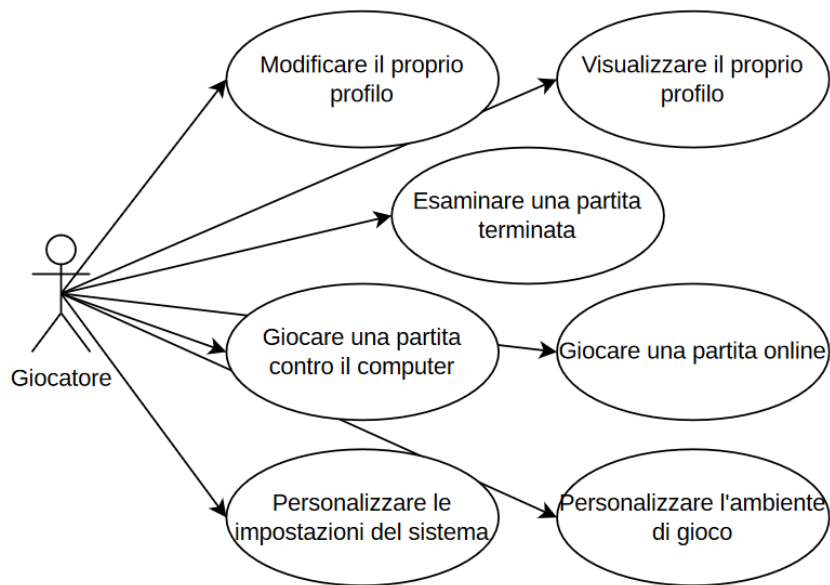 Modificare il proprio
profilo
Visualizzare il proprio
profilo
Esaminare una partita
terminata
Giocatore
Giocare una partita
contro il computer
Giocare una partita online
Personalizzare le
impostazioni del sistema
Personalizzare l'ambiente
di gioco